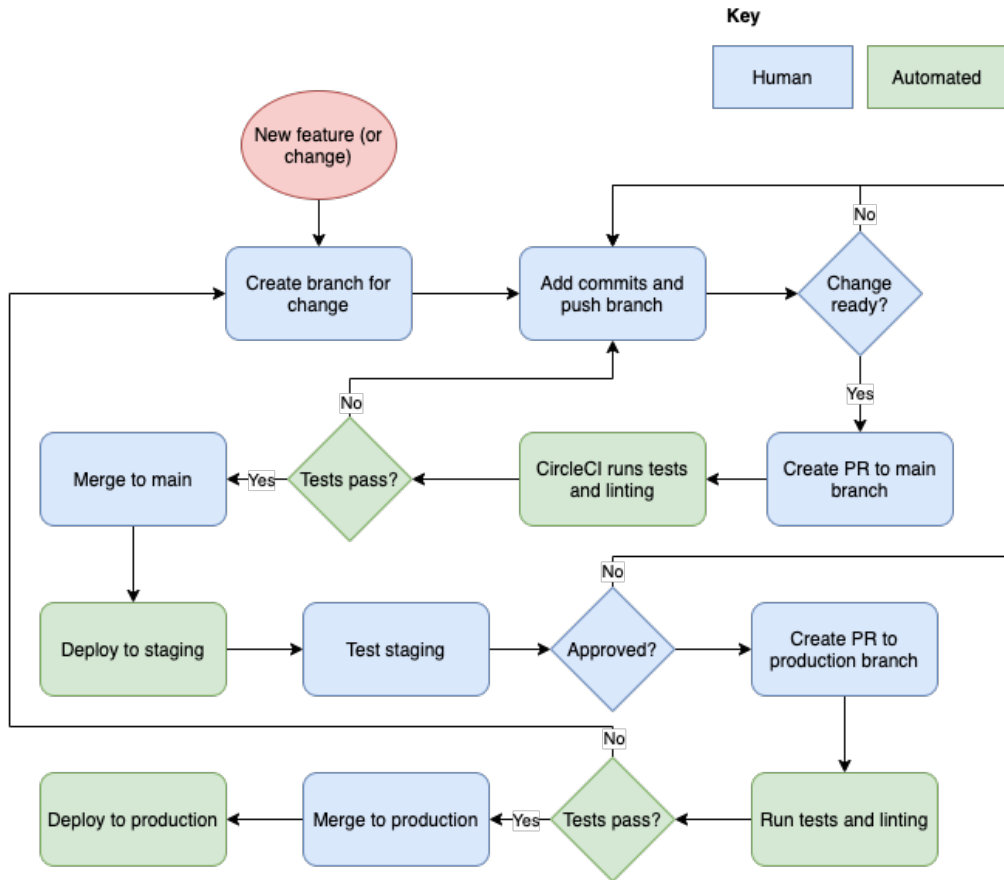 Key
Human
Automated
New feature (or
change)
No
Create branch for
change
Add commits and
push branch
Change
ready?
No
Yes
Merge to main
Yes
Tests pass?
CircleCI runs tests
and linting
Create PR to main
branch
No
Deploy to staging
Test staging
Approved?
Create PR to
production branch
No
Deploy to production
Merge to production
Yes
Tests pass?
Run tests and linting